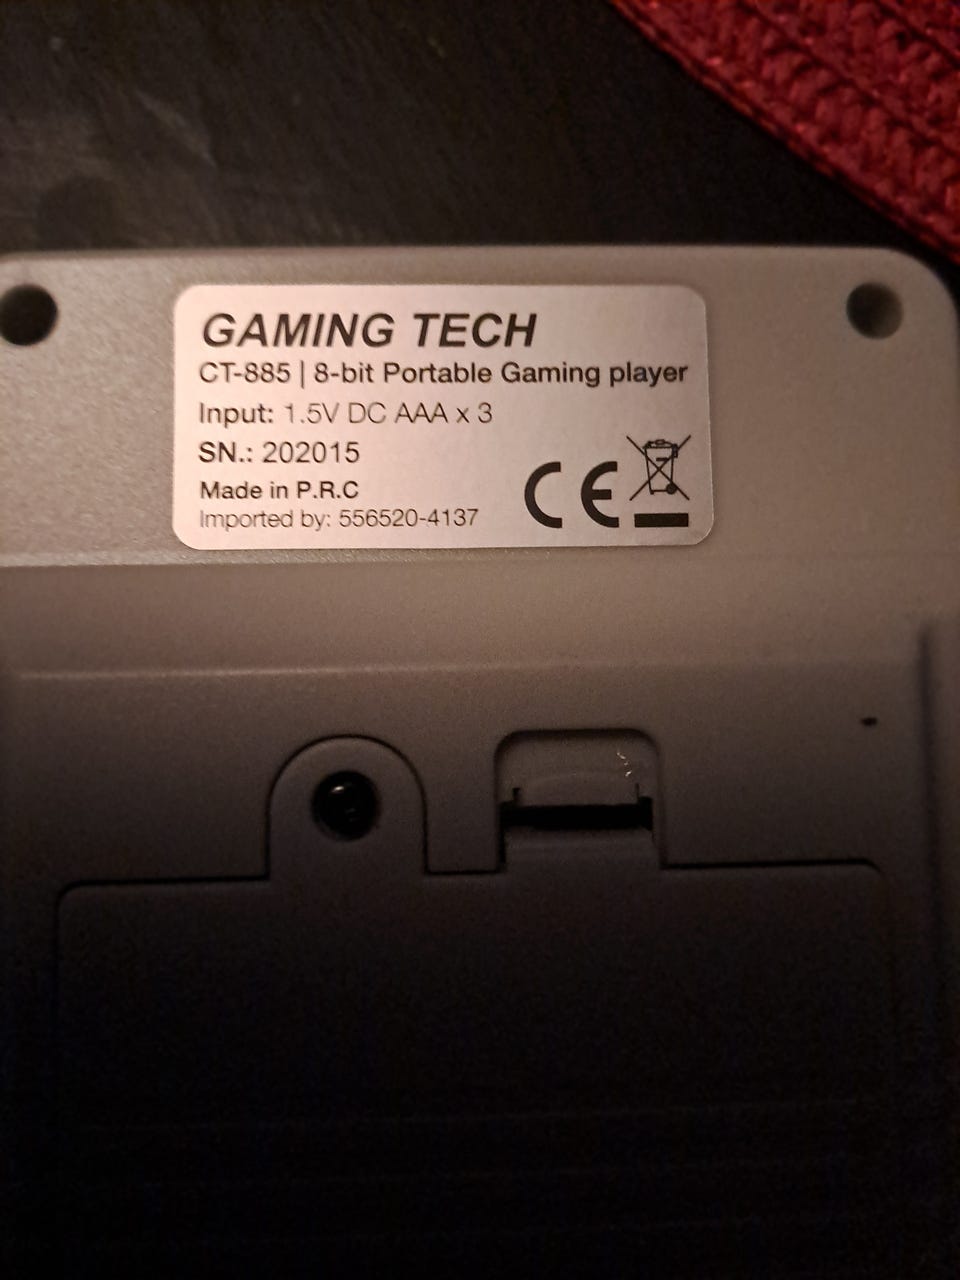 GAMING TECH
CT-885 | 8-bit Portable Gaming player
Input: 1.5V DC AAA x 3
SN.: 202015
Made in P.R.C
Imported by: 556520-4137
CE